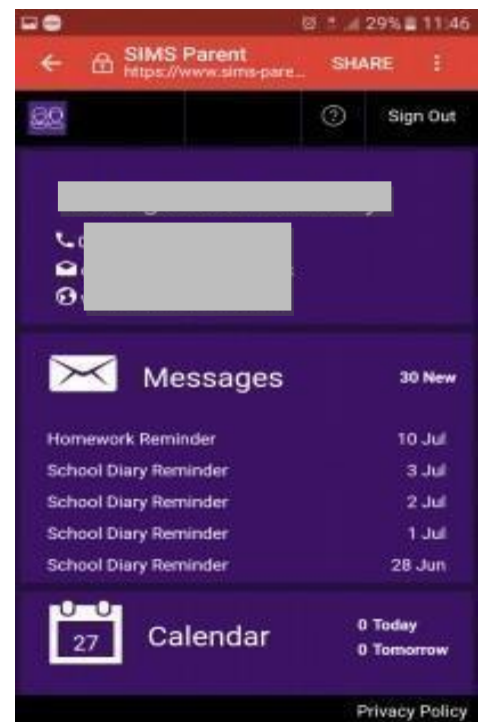 29% 11:46
SIMS Parent SHARE
https://www.sims-pare...
Sign Out
Messages 30 New
Homework Reminder 10 Jul
School Diary Reminder 3 Jul
School Diary Reminder 2 Jul
School Diary Reminder 1 Jul
School Diary Reminder 28 Jun
27 Calendar 0 Today
0 Tomorrow
Privacy Policy